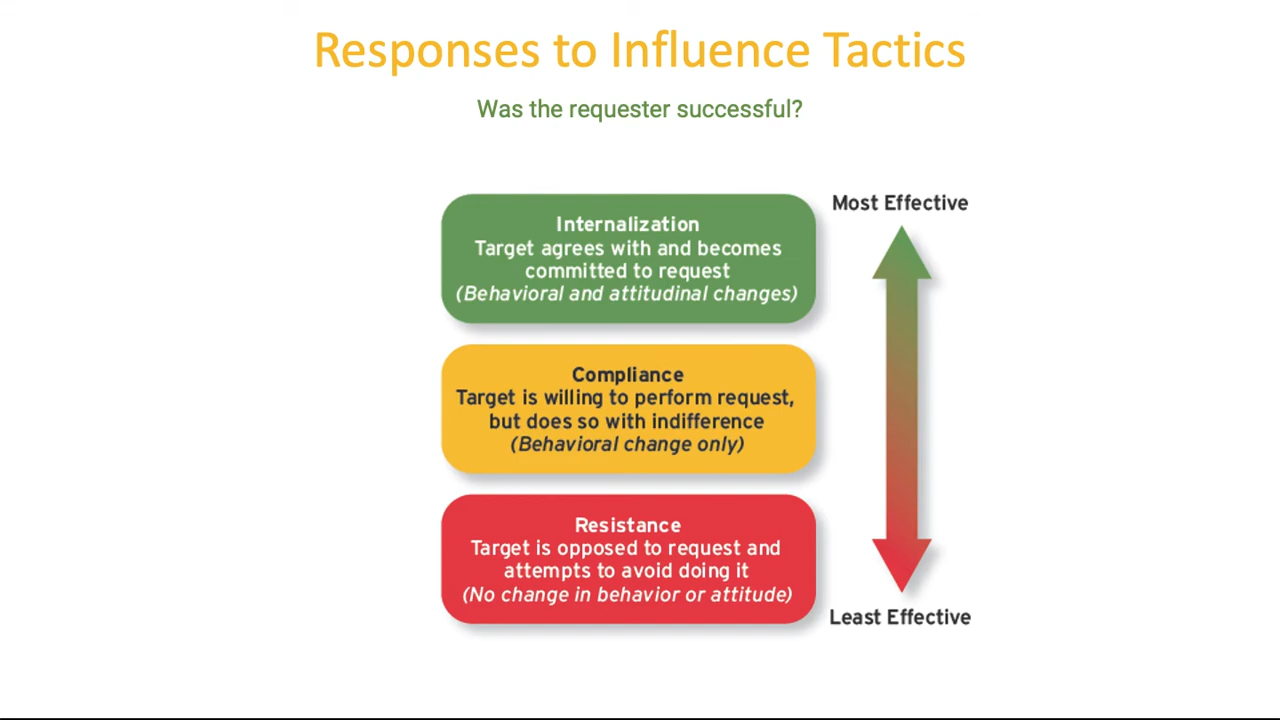 Responses to Influence Tactics
Was the requester successful?
Most Effective
Internalization
Target agrees with and becomes
committed to request
(Behavioral and attitudinal changes)
Compliance
Target is willing to perform request,
but does so with indifference
(Behavioral change only)
Resistance
Target is opposed to request and
attempts to avoid doing it
(No change in behavior or attitude)
Least Effective